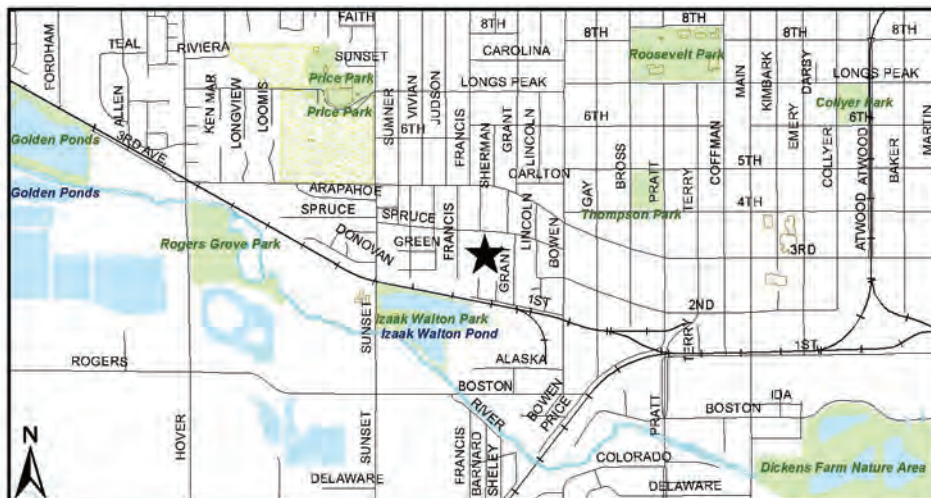 FAITH
8TH
8TH
8TH
8TH
8TH
FORDHAM
TEAL
RIVIERA
SUNSET
CAROLINA
Roosevelt Park
Price Park
LONGS PEAK
LONGS PEAK
ALLEN
KEN MAR
LONGVIEW
LOOMIS
Price Park
SUMNER
VIVIAN
JUDSON
FRANCIS
SHERMAN
GRANT
LINCOLN
MAIN
KIMBARK
EMERY
DARBY
COLLYER
Collyer Park
6TH
6TH
6TH
Golden Ponds
3RD AVE
ATWOOD
ATWOOD
BAKER
MARTIN
5TH
CARLTON
GAY
BROSS
PRATT
TERRY
COFFMAN
Golden Ponds
ARAPAHOE
4TH
SPRUCE
SPRUCE
LINCOLN
BOWEN
Thompson Park
Rogers Grove Park
DONOVAN
GREEN
FRANCIS
GRANT
3RD
1ST
2ND
SUNSET
Izaak Walton Park
Izaak Walton Pond
TERRY
1ST
ROGERS
ALASKA
BOSTON
BOWEN
PRICE
IDA
BOSTON
RIVER
PRATT
N
HOVER
SUNSET
FRANCIS
BARNARD
SHELEY
COLORADO
Dickens Farm Nature Area
DELAWARE
DELAWARE